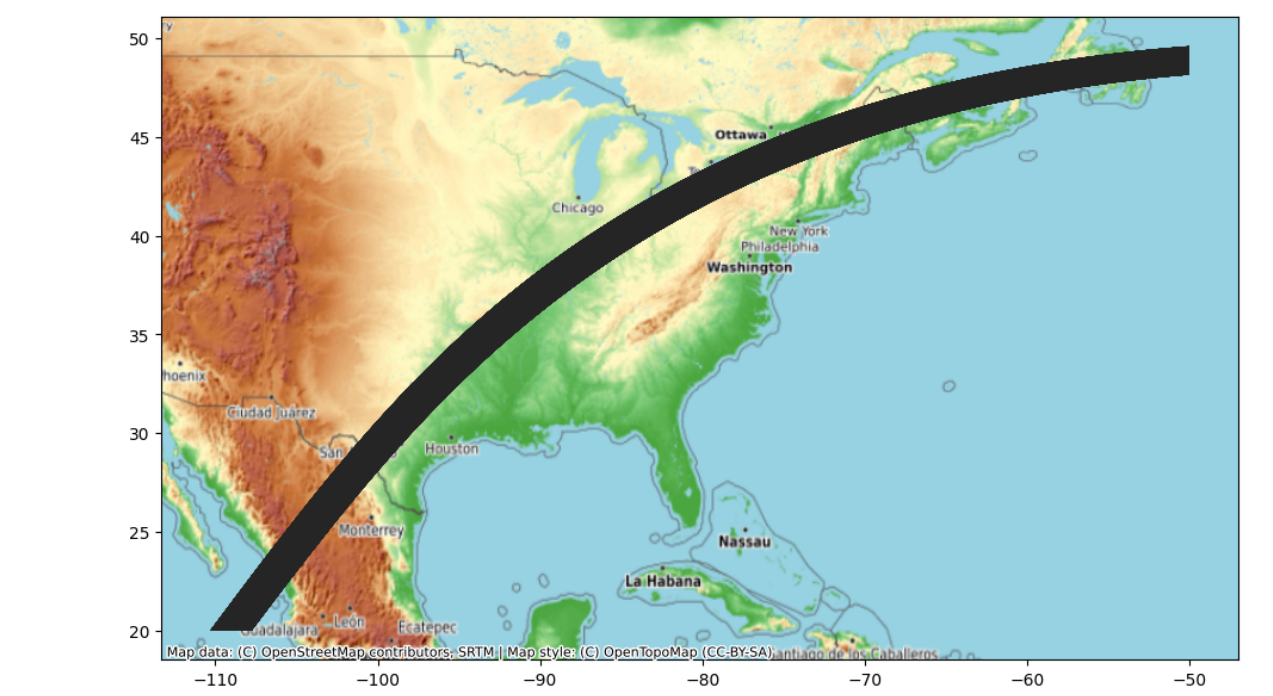 50
45
40
35
30
25
20
Ottawa
Chicago
New York
Philadelphia
Washington
hoenix
Ciudad Juárez
San
Houston
Monterrey
Nassau
La Habana
León
Guadalajara
Ecatepec
Santiago de los Caballeros
Map data: (C) OpenStreetMap contributors, SRTM | Map style: (C) OpenTopoMap (CC-BY-SA)
−110
−100
−90
−80
−70
−60
−50